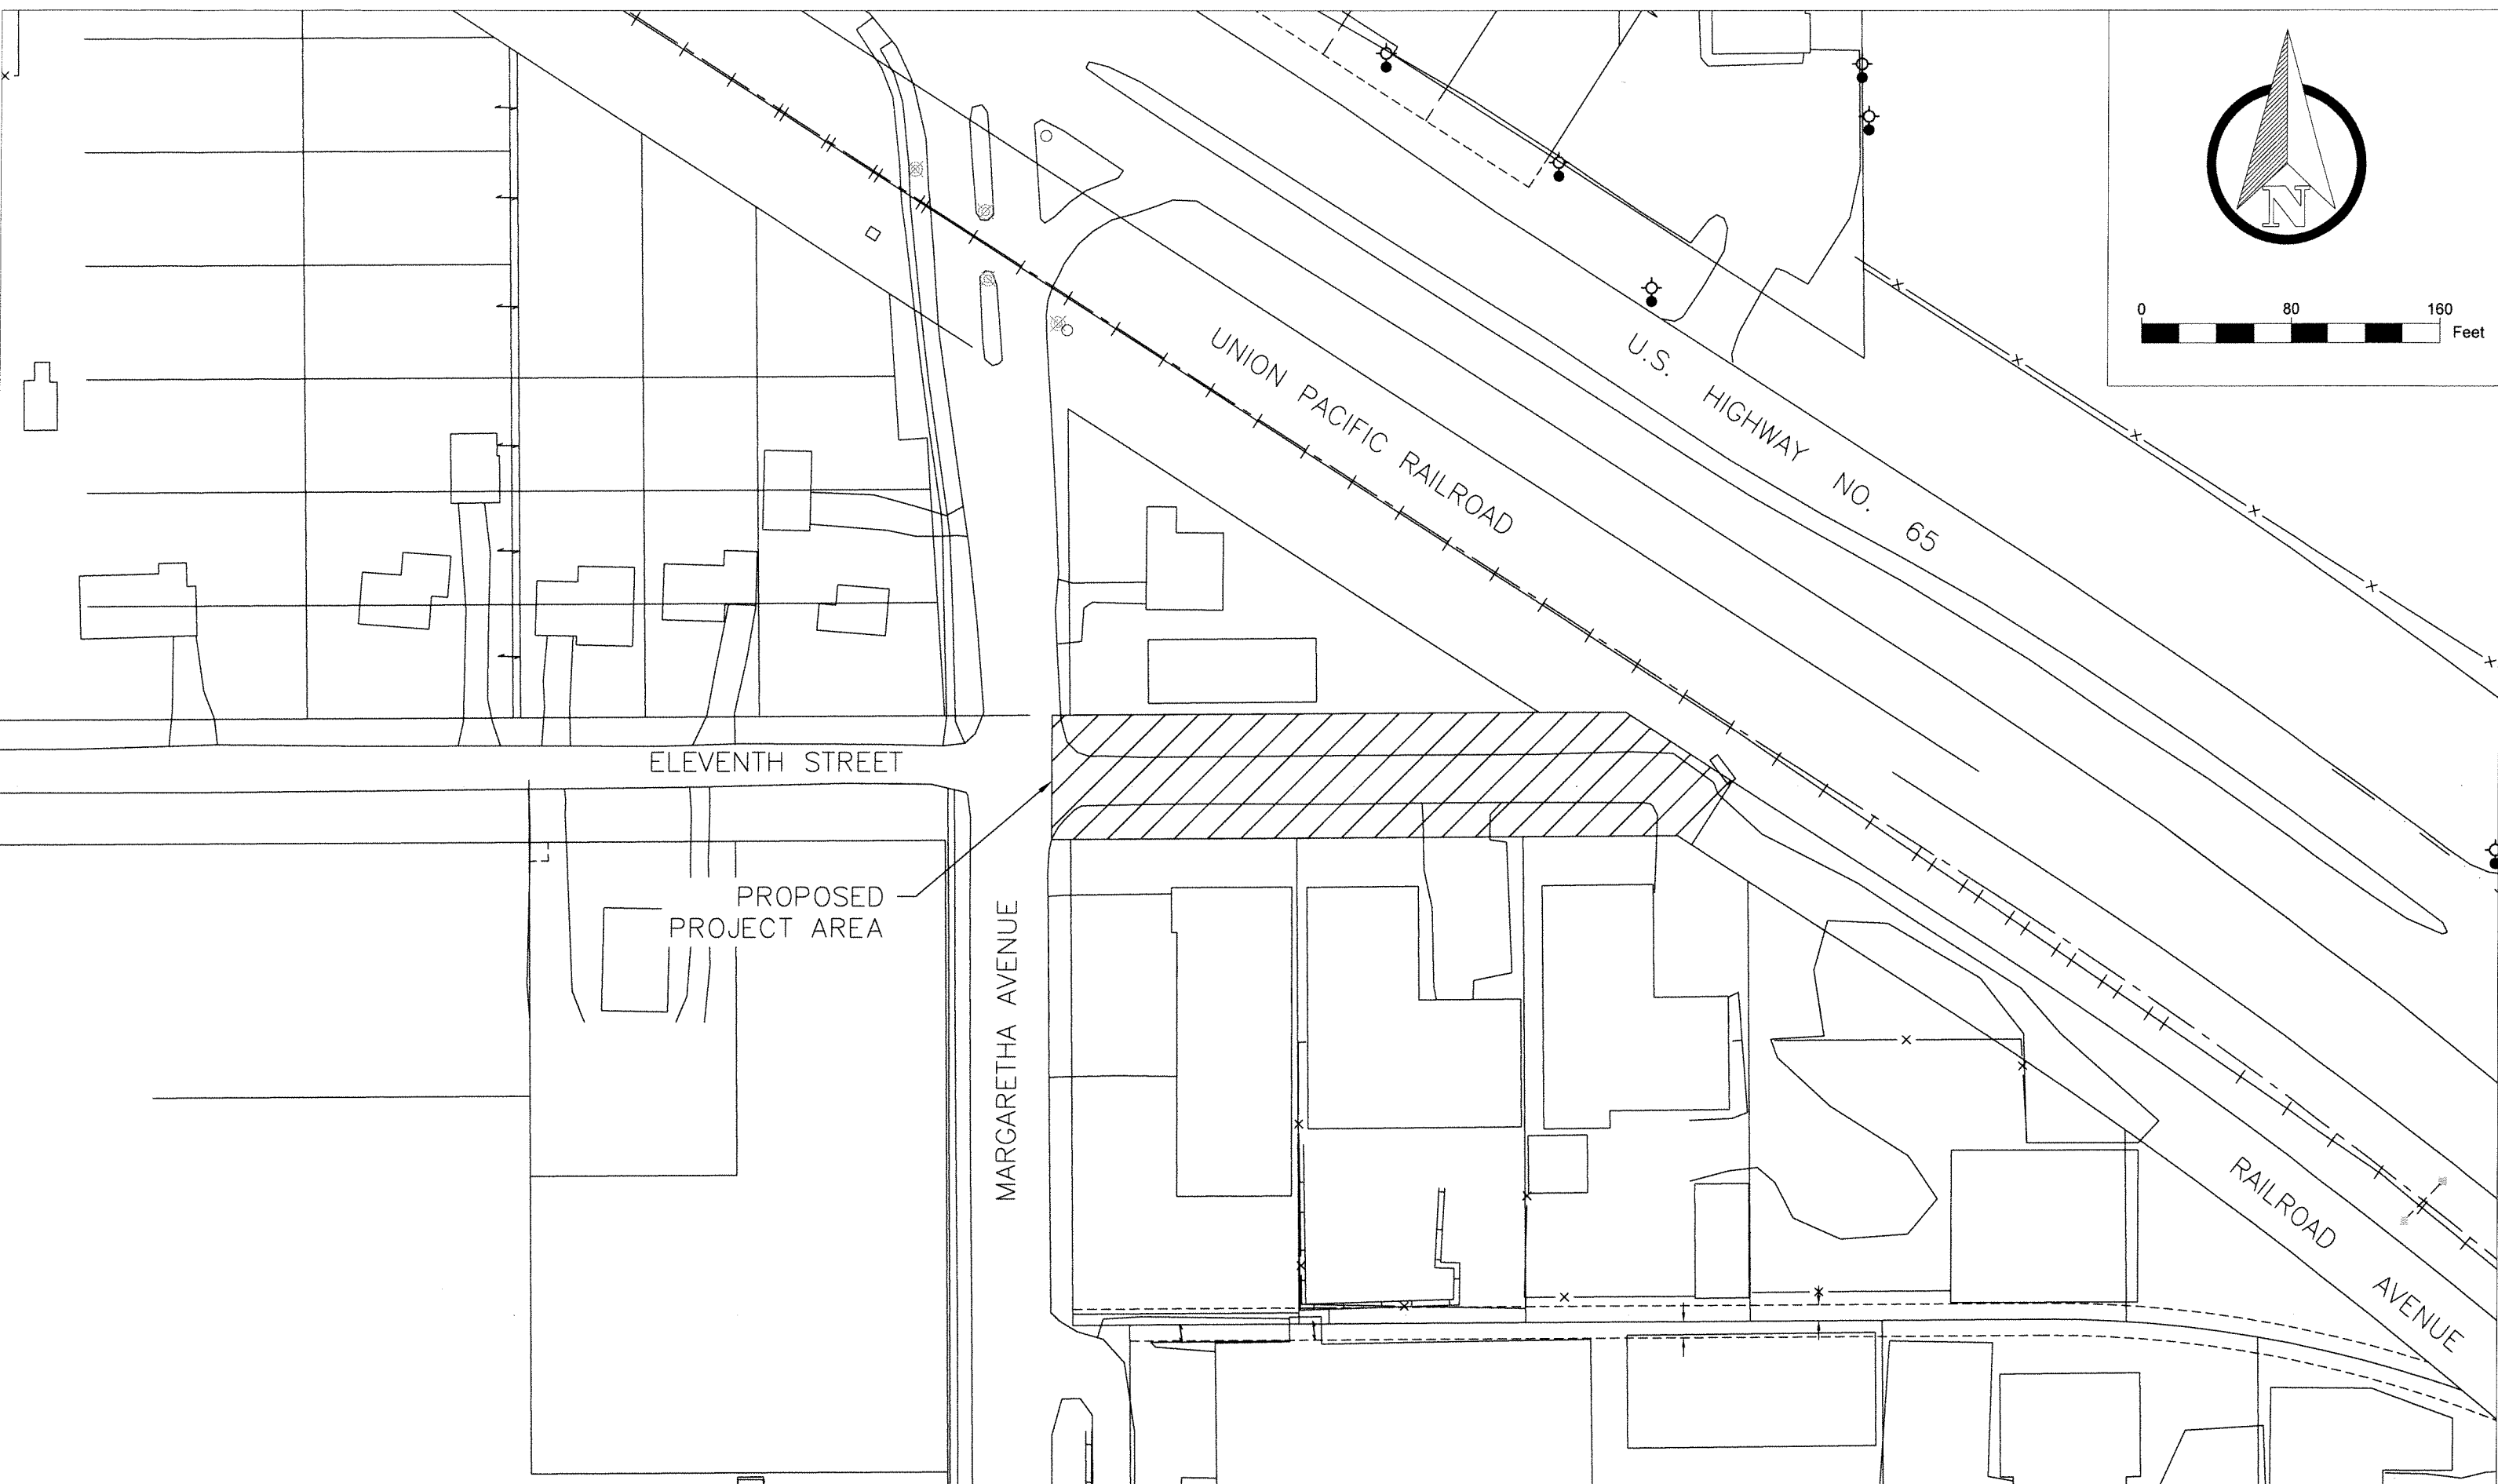 N
0 80 160
Feet
UNION PACIFIC RAILROAD
U.S. HIGHWAY NO. 65
ELEVENTH STREET
PROPOSED
PROJECT AREA
MARGARETHA AVENUE
RAILROAD AVENUE